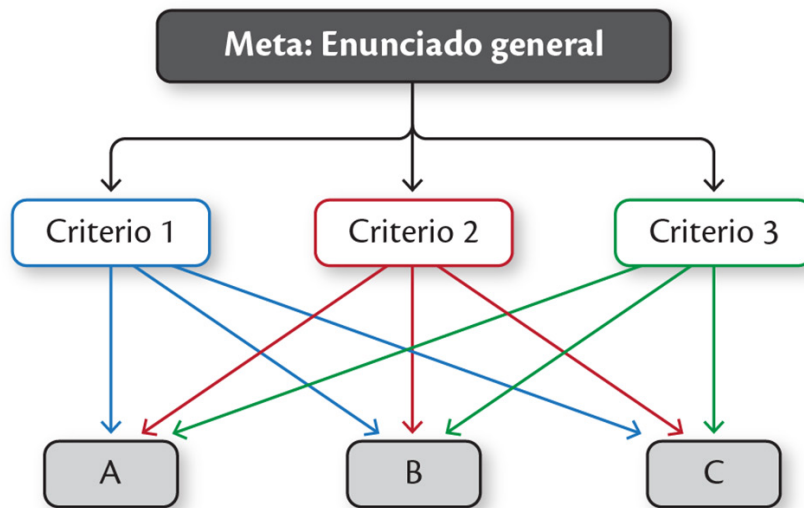 Meta: Enunciado general
Criterio 1
Criterio 2
Criterio 3
A
B
C